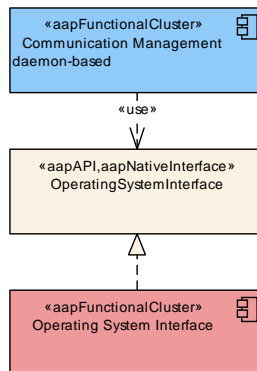 «aapFunctionalCluster»
Communication Management
daemon-based
«use»
«aapAPI,aapNativeInterface»
OperatingSystemInterface
«aapFunctionalCluster»
Operating System Interface